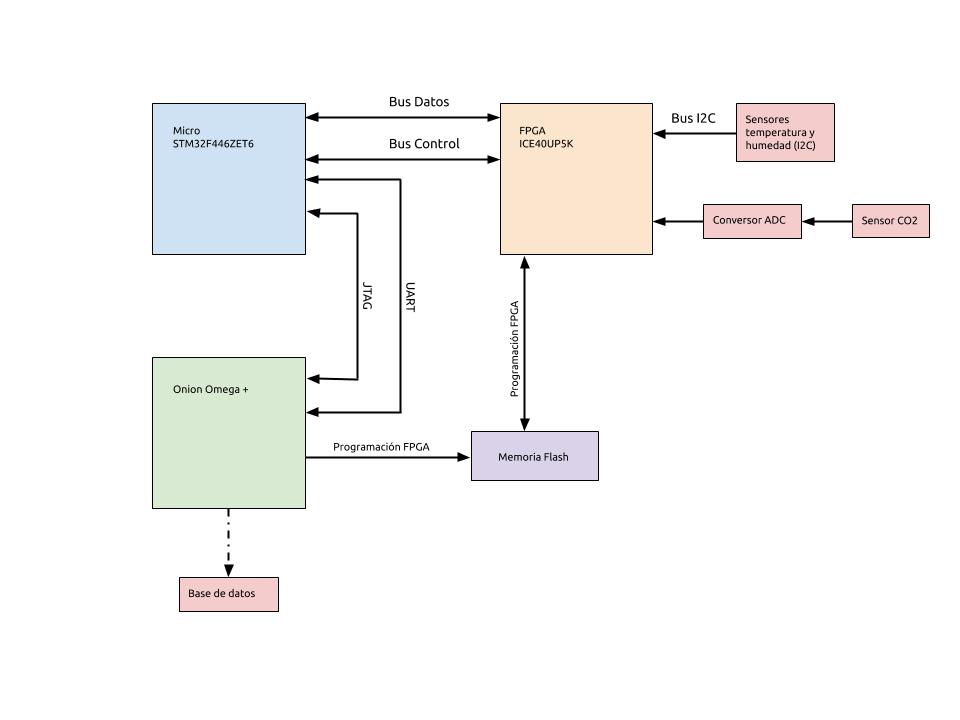 Bus Datos
Micro
STM32F446ZET6
FPGA
ICE40UP5K
Bus I2C
Sensores
temperatura y
humedad (I2C)
Bus Control
Conversor ADC
Sensor CO2
JTAG
UART
Programación FPGA
Onion Omega +
Programación FPGA
Memoria Flash
Base de datos